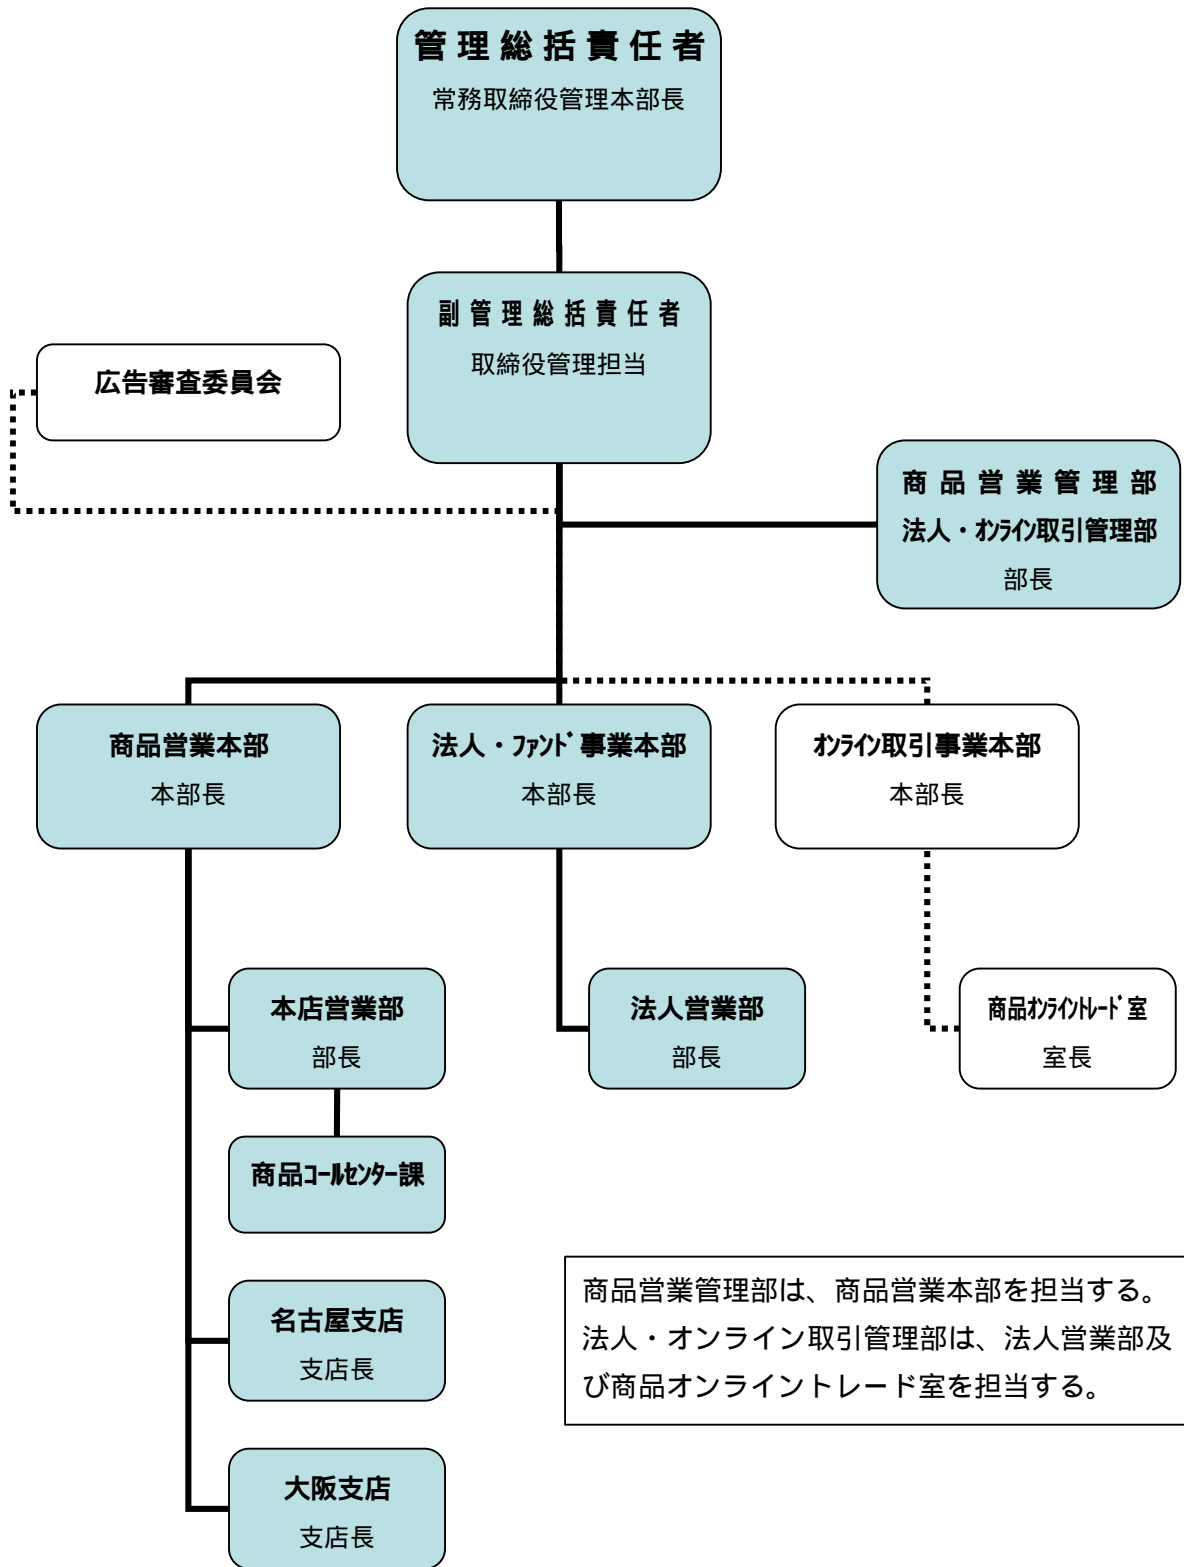 管理総括責任者
常務取締役管理本部長
副管理総括責任者
取締役管理担当
広告審査委員会
商品営業管理部
法人・ｵﾝﾗｲﾝ取引管理部
部長
商品営業本部
本部長
法人・ﾌｧﾝﾄﾞ事業本部
本部長
ｵﾝﾗｲﾝ取引事業本部
本部長
本店営業部
部長
法人営業部
部長
商品ｵﾝﾗｲﾝﾄﾚｰﾄﾞ室
室長
商品ｺｰﾙｾﾝﾀｰ課
名古屋支店
支店長
大阪支店
支店長
商品営業管理部は、商品営業本部を担当する。
法人・オンライン取引管理部は、法人営業部及
び商品オンライントレード室を担当する。